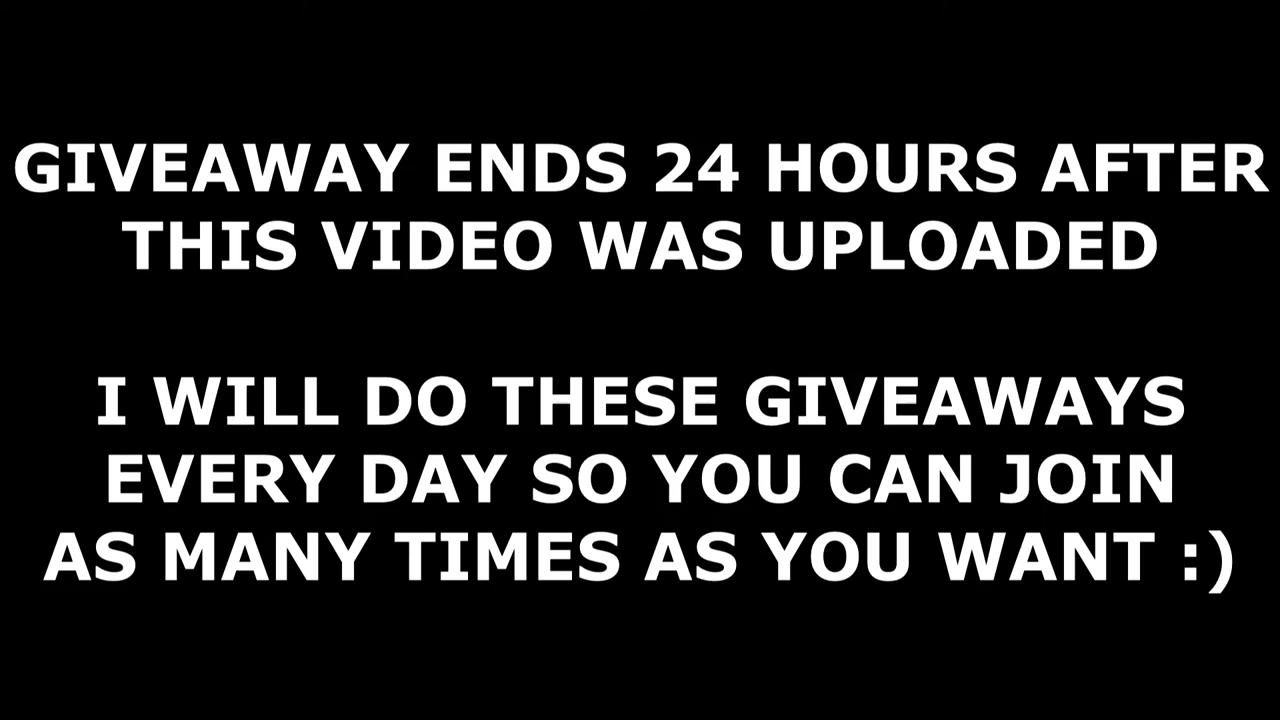 GIVEAWAY ENDS 24 HOURS AFTER
THIS VIDEO WAS UPLOADED
I WILL DO THESE GIVEAWAYS
EVERY DAY SO YOU CAN JOIN
AS MANY TIMES AS YOU WANT :)